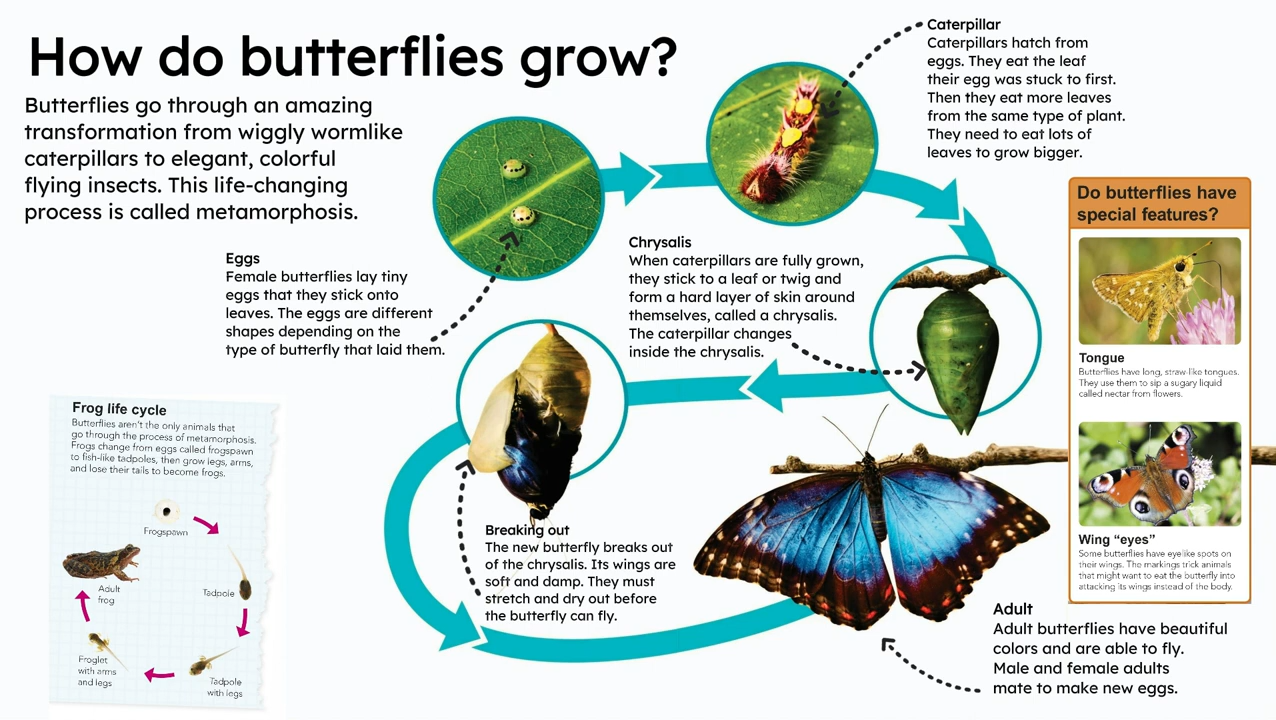 How do butterflies grow?
Butterflies go through an amazing
transformation from wiggly wormlike
caterpillars to elegant, colorful
flying insects. This life-changing
process is called metamorphosis.
Eggs
Female butterflies lay tiny
eggs that they stick onto
leaves. The eggs are different
shapes depending on the
type of butterfly that laid them.
Caterpillar
Caterpillars hatch from
eggs. They eat the leaf
their egg was stuck to first.
Then they eat more leaves
from the same type of plant.
They need to eat lots of
leaves to grow bigger.
Chrysalis
When caterpillars are fully grown,
they stick to a leaf or twig and
form a hard layer of skin around
themselves, called a chrysalis.
The caterpillar changes
inside the chrysalis.
Breaking out
The new butterfly breaks out
of the chrysalis. Its wings are
soft and damp. They must
stretch and dry out before
the butterfly can fly.
Adult
Adult butterflies have beautiful
colors and are able to fly.
Male and female adults
mate to make new eggs.
Do butterflies have
special features?
Tongue
Butterflies have long, straw-like tongues.
They use them to sip a sugary liquid
called nectar from flowers.
Wing “eyes”
Some butterflies have eyelike spots on
their wings. The markings trick animals
that might want to eat the butterfly into
attacking its wings instead of the body.
Frog life cycle
Butterflies aren't the only animals that
go through the process of metamorphosis.
Frogs change from eggs called frogspawn
to fish-like tadpoles, then grow legs, arms,
and lose their tails to become frogs.
Frogspawn
Tadpole
Tadpole
with legs
Froglet
with arms
and legs
Adult
frog